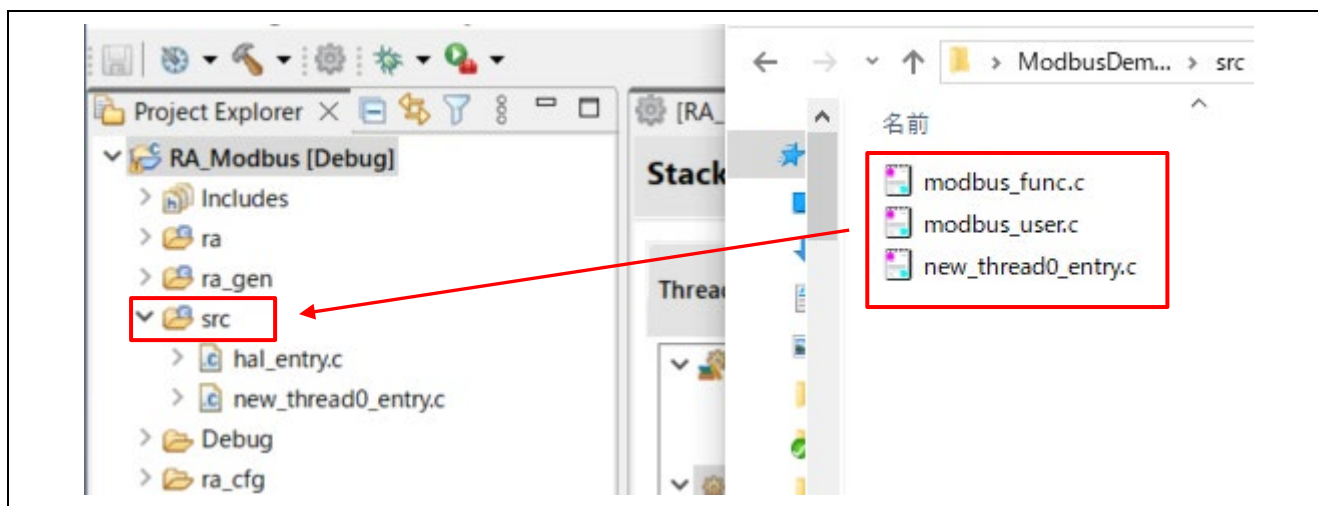 Project Explorer
RA_Modbus [Debug]
Includes
ra
ra_gen
src
hal_entry.c
new_thread0_entry.c
Debug
ra_cfg
[RA_
Stack
Threa
ModbusDem... > src
名前
modbus_func.c
modbus_user.c
new_thread0_entry.c